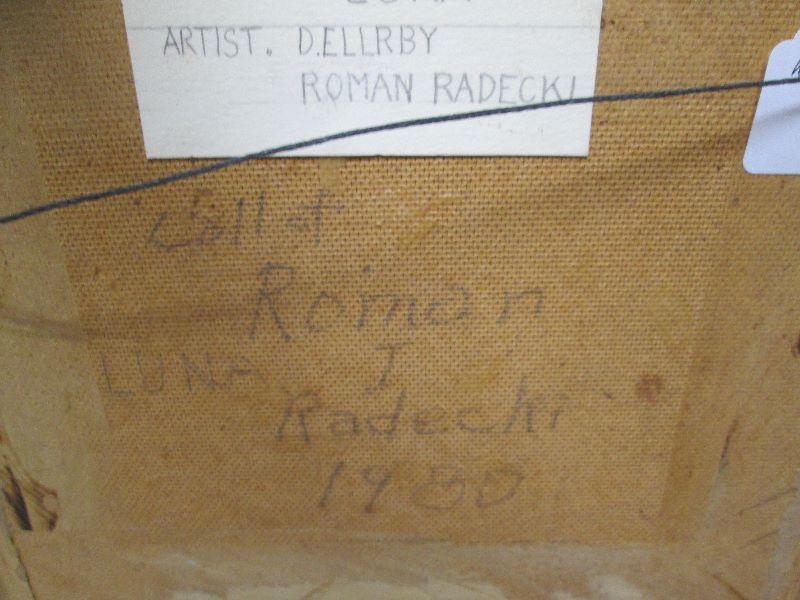 ARTIST. D.ELLRBY
ROMAN RADECKI
Coll of
Roman
LUNA I
Radecki
1980